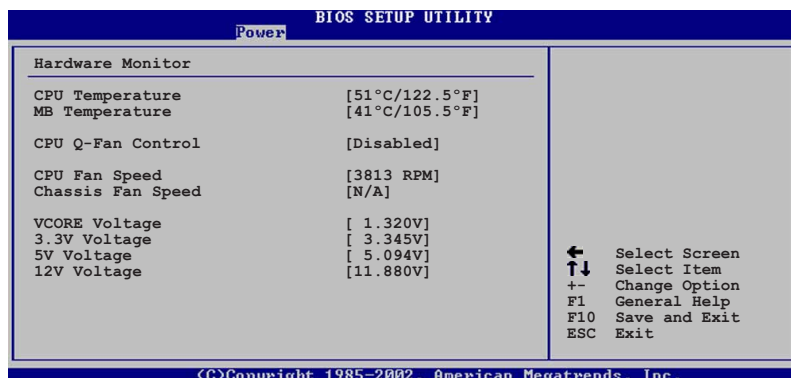 BIOS SETUP UTILITY
Power
Hardware Monitor
CPU Temperature [51°C/122.5°F]
MB Temperature [41°C/105.5°F]
CPU Q-Fan Control [Disabled]
CPU Fan Speed [3813 RPM]
Chassis Fan Speed [N/A]
VCORE Voltage [ 1.320V]
3.3V Voltage [ 3.345V]
5V Voltage [ 5.094V]
12V Voltage [11.880V]
← Select Screen
↑↓ Select Item
+- Change Option
F1 General Help
F10 Save and Exit
ESC Exit
(C)Copyright 1985-2002, American Megatrends, Inc.